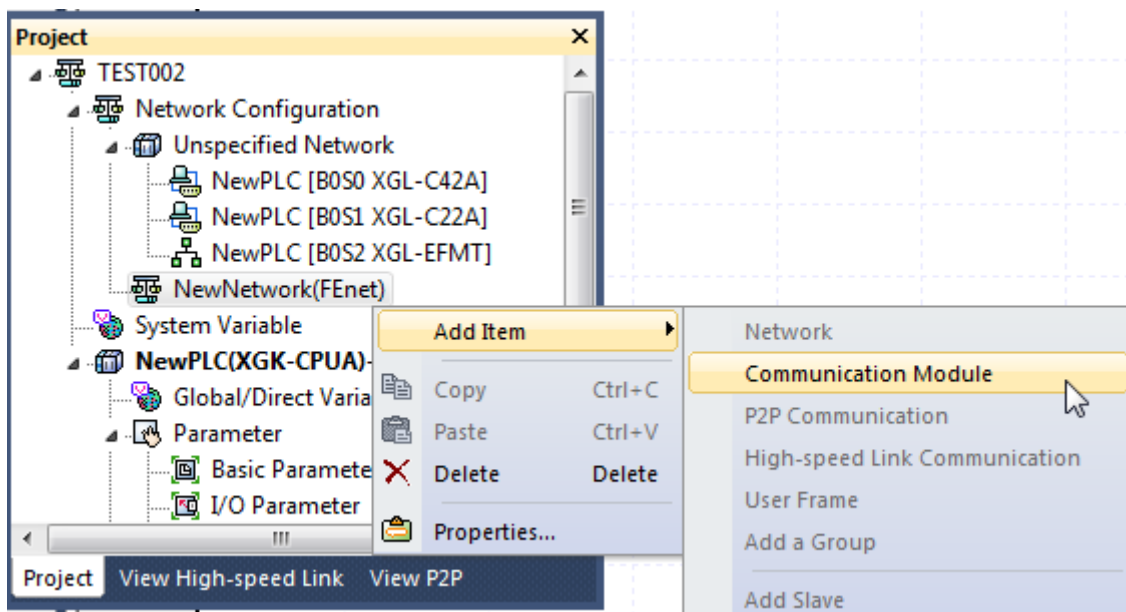 Project
TEST002
Network Configuration
Unspecified Network
NewPLC [B0S0 XGL-C42A]
NewPLC [B0S1 XGL-C22A]
NewPLC [B0S2 XGL-EFMT]
NewNetwork(FEnet)
System Variable
NewPLC(XGK-CPUA)-
Global/Direct Varia
Parameter
Basic Paramete
I/O Parameter
Project View High-speed Link View P2P
Add Item
Copy Ctrl+C
Paste Ctrl+V
Delete Delete
Properties...
Network
Communication Module
P2P Communication
High-speed Link Communication
User Frame
Add a Group
Add Slave